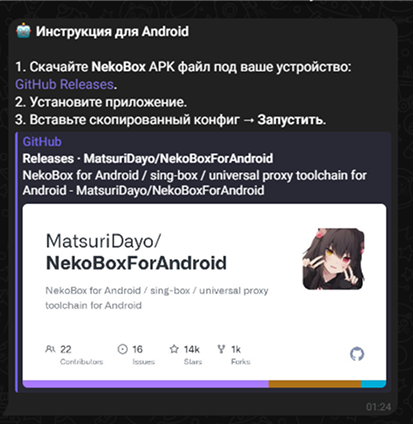 Инструкция для Android
1. Скачайте NekoBox APK файл под ваше устройство:
GitHub Releases.
2. Установите приложение.
3. Вставьте скопированный конфиг → Запустить.
GitHub
Releases · MatsuriDayo/NekoBoxForAndroid
NekoBox for Android / sing-box / universal proxy toolchain for
Android - MatsuriDayo/NekoBoxForAndroid
MatsuriDayo/
NekoBoxForAndroid
NekoBox for Android / sing-box / universal proxy
toolchain for Android
22 16 14k 1k
Contributors Issues Stars Forks
01:24